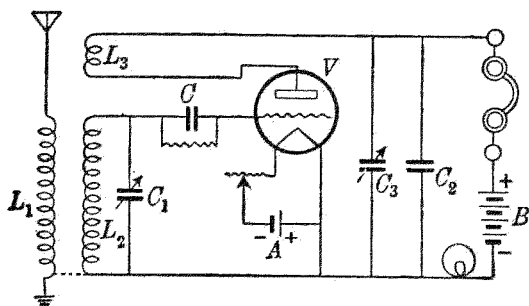 L₃
V
C
L₁
C₁
L₂
C₃
C₂
+
B
−
− +
A